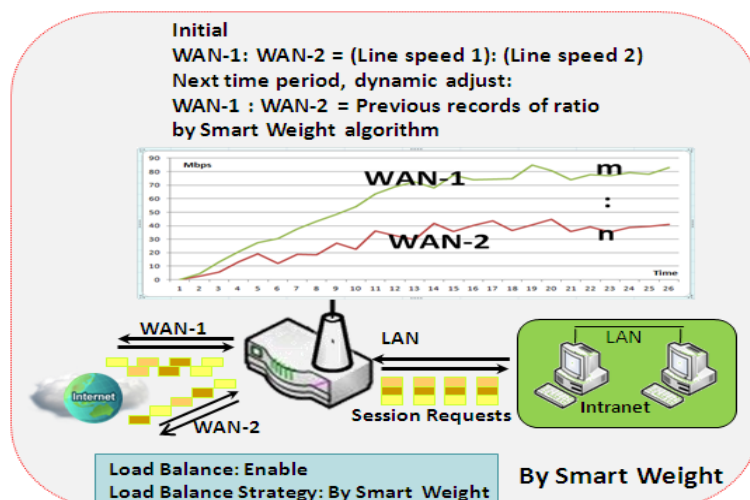 Initial
WAN-1: WAN-2 = (Line speed 1): (Line speed 2)
Next time period, dynamic adjust:
WAN-1 : WAN-2 = Previous records of ratio
by Smart Weight algorithm
90
Mbps
80
70
60
50
40
30
20
10
0
WAN-1
m
:
WAN-2
n
Time
1 2 3 4 5 6 7 8 9 10 11 12 13 14 15 16 17 18 19 20 21 22 23 24 25 26
WAN-1
LAN
LAN
Internet
Intranet
Session Requests
WAN-2
Load Balance: Enable
Load Balance Strategy: By Smart Weight
By Smart Weight